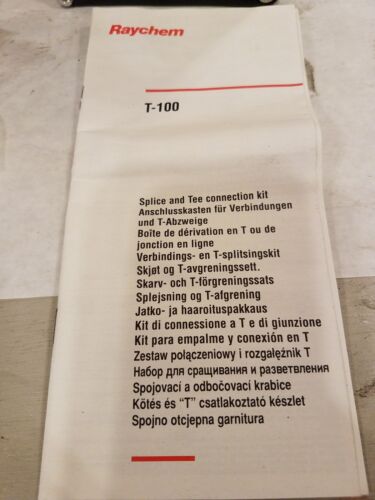 Raychem
T-100
Splice and Tee connection kit
Anschlusskasten für Verbindungen
und T-Abzweige
Boîte de dérivation en T ou de
jonction en ligne
Verbindings- en T-splitsingskit
Skjøt og T-avgreningssett.
Skarv- och T-förgreningssats
Splejsning og T-afgrening
Jatko- ja haaroituspakkaus
Kit di connessione a T e di giunzione
Kit para empalme y conexión en T
Zestaw połączeniowy i rozgałęźnik T
Набор для сращивания и разветвления
Spojovací a odbočovací krabice
Kötés és “T” csatlakoztató készlet
Spojno otcjepna garnitura